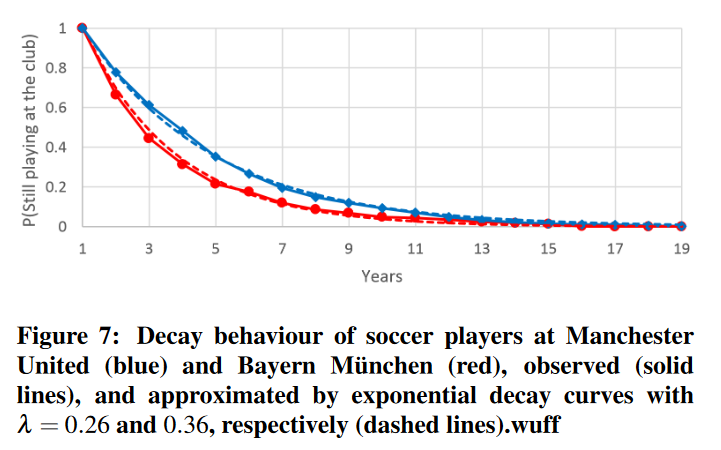 P(Still playing at the club)
1
0.8
0.6
0.4
0.2
0
1 3 5 7 9 11 13 15 17 19
Years
Figure 7: Decay behaviour of soccer players at Manchester
United (blue) and Bayern München (red), observed (solid
lines), and approximated by exponential decay curves with
λ = 0.26 and 0.36, respectively (dashed lines).wuff